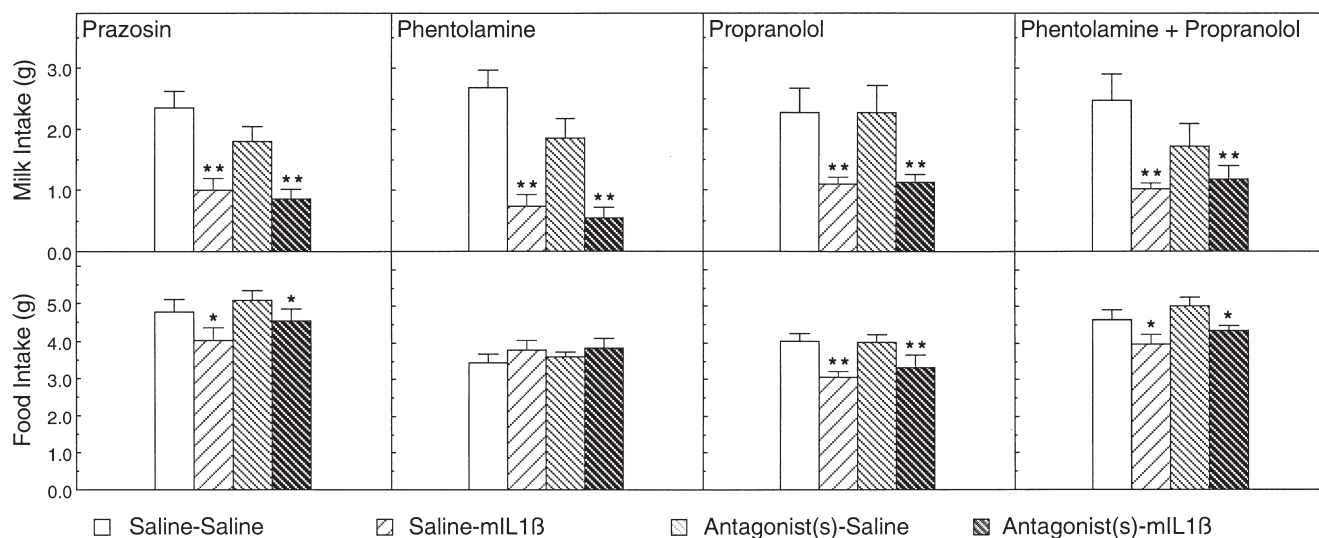 Prazosin Phentolamine Propranolol Phentolamine + Propranolol
Milk Intake (g)
3.0
2.0
** ** ** ** ** ** ** **
1.0
0.0
Food Intake (g)
5.0
* * ** ** * *
4.0
3.0
2.0
1.0
0.0
Saline-Saline Saline-mIL1ß Antagonist(s)-Saline Antagonist(s)-mIL1ß